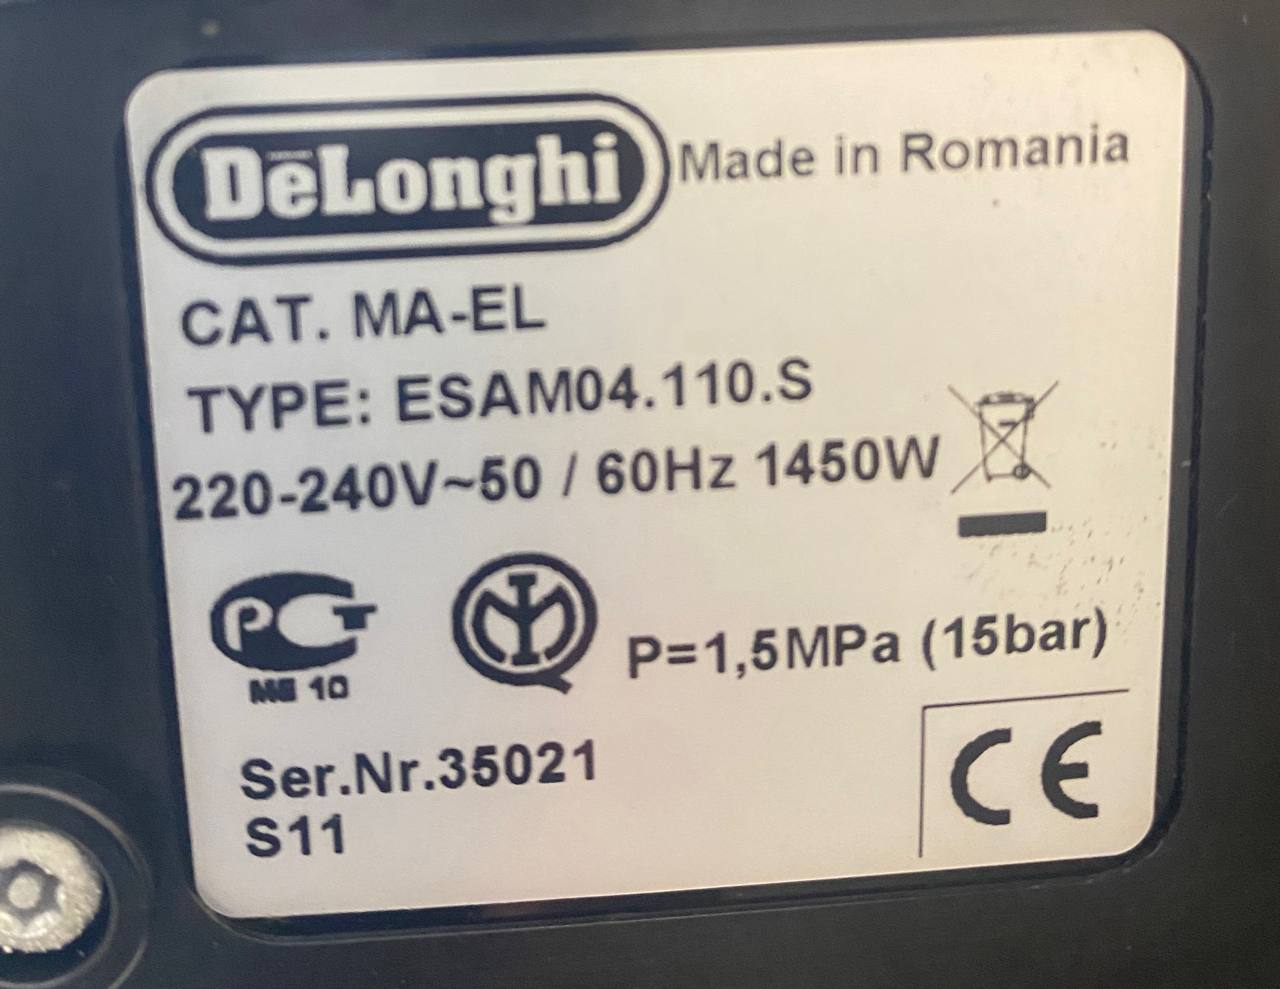 DeLonghi Made in Romania
CAT. MA-EL
TYPE: ESAM04.110.S
220-240V~50 / 60Hz 1450W
РСТ
ME 10
P=1,5MPa (15bar)
Ser.Nr.35021
S11
CE